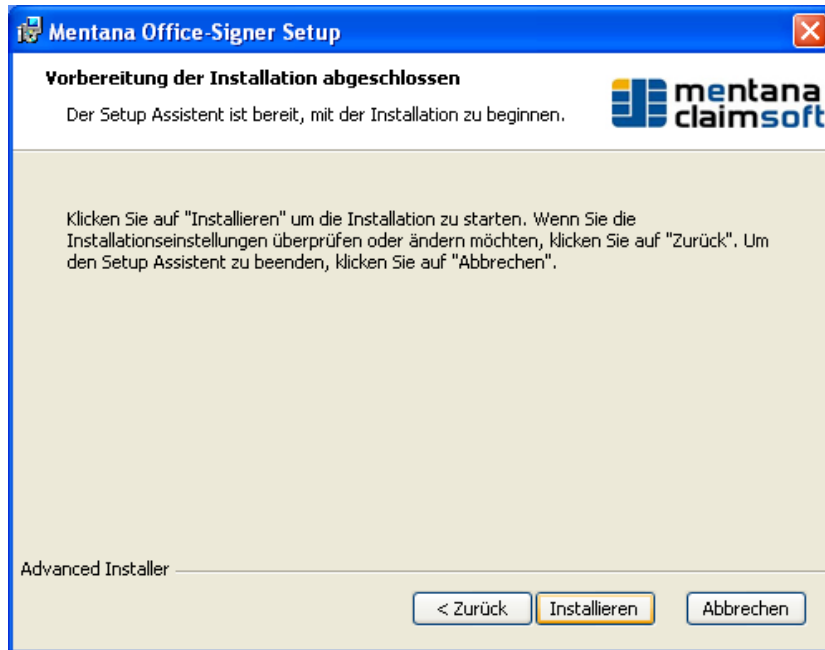 Mentana Office-Signer Setup
Vorbereitung der Installation abgeschlossen
Der Setup Assistent ist bereit, mit der Installation zu beginnen.
mentana
claimsoft
Klicken Sie auf "Installieren" um die Installation zu starten. Wenn Sie die
Installationseinstellungen überprüfen oder ändern möchten, klicken Sie auf "Zurück". Um
den Setup Assistent zu beenden, klicken Sie auf "Abbrechen".
Advanced Installer
< Zurück
Installieren
Abbrechen